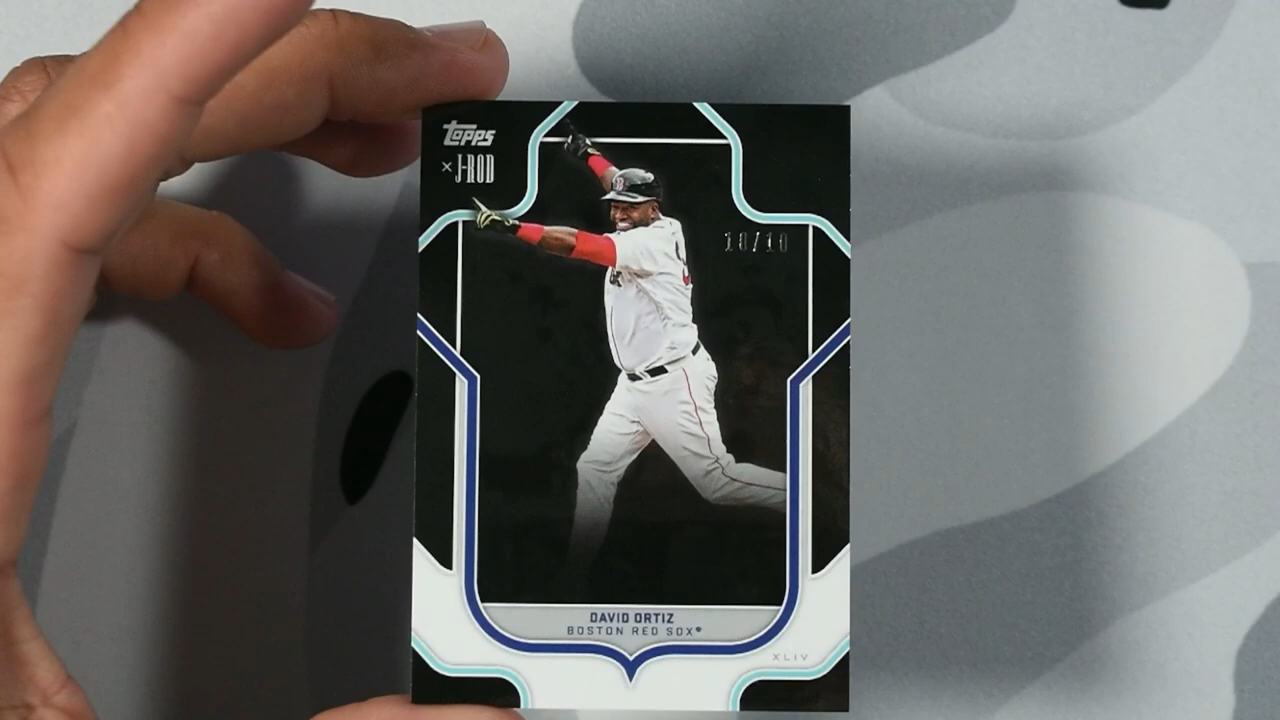 Topps
× J-ROD
10/10
DAVID ORTIZ
BOSTON RED SOX®
XLIV